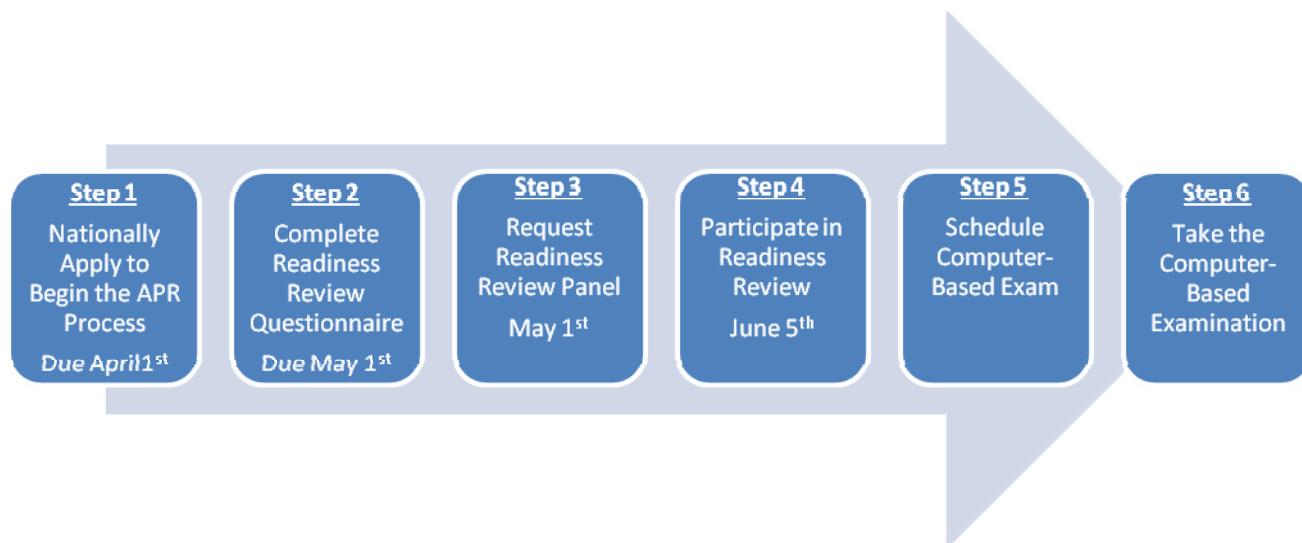 Step 1
Nationally
Apply to
Begin the APR
Process
Due April1st
Step 2
Complete
Readiness
Review
Questionnaire
Due May 1st
Step 3
Request
Readiness
Review Panel
May 1st
Step 4
Participate in
Readiness
Review
June 5th
Step 5
Schedule
Computer-
Based Exam
Step 6
Take the
Computer-
Based
Examination